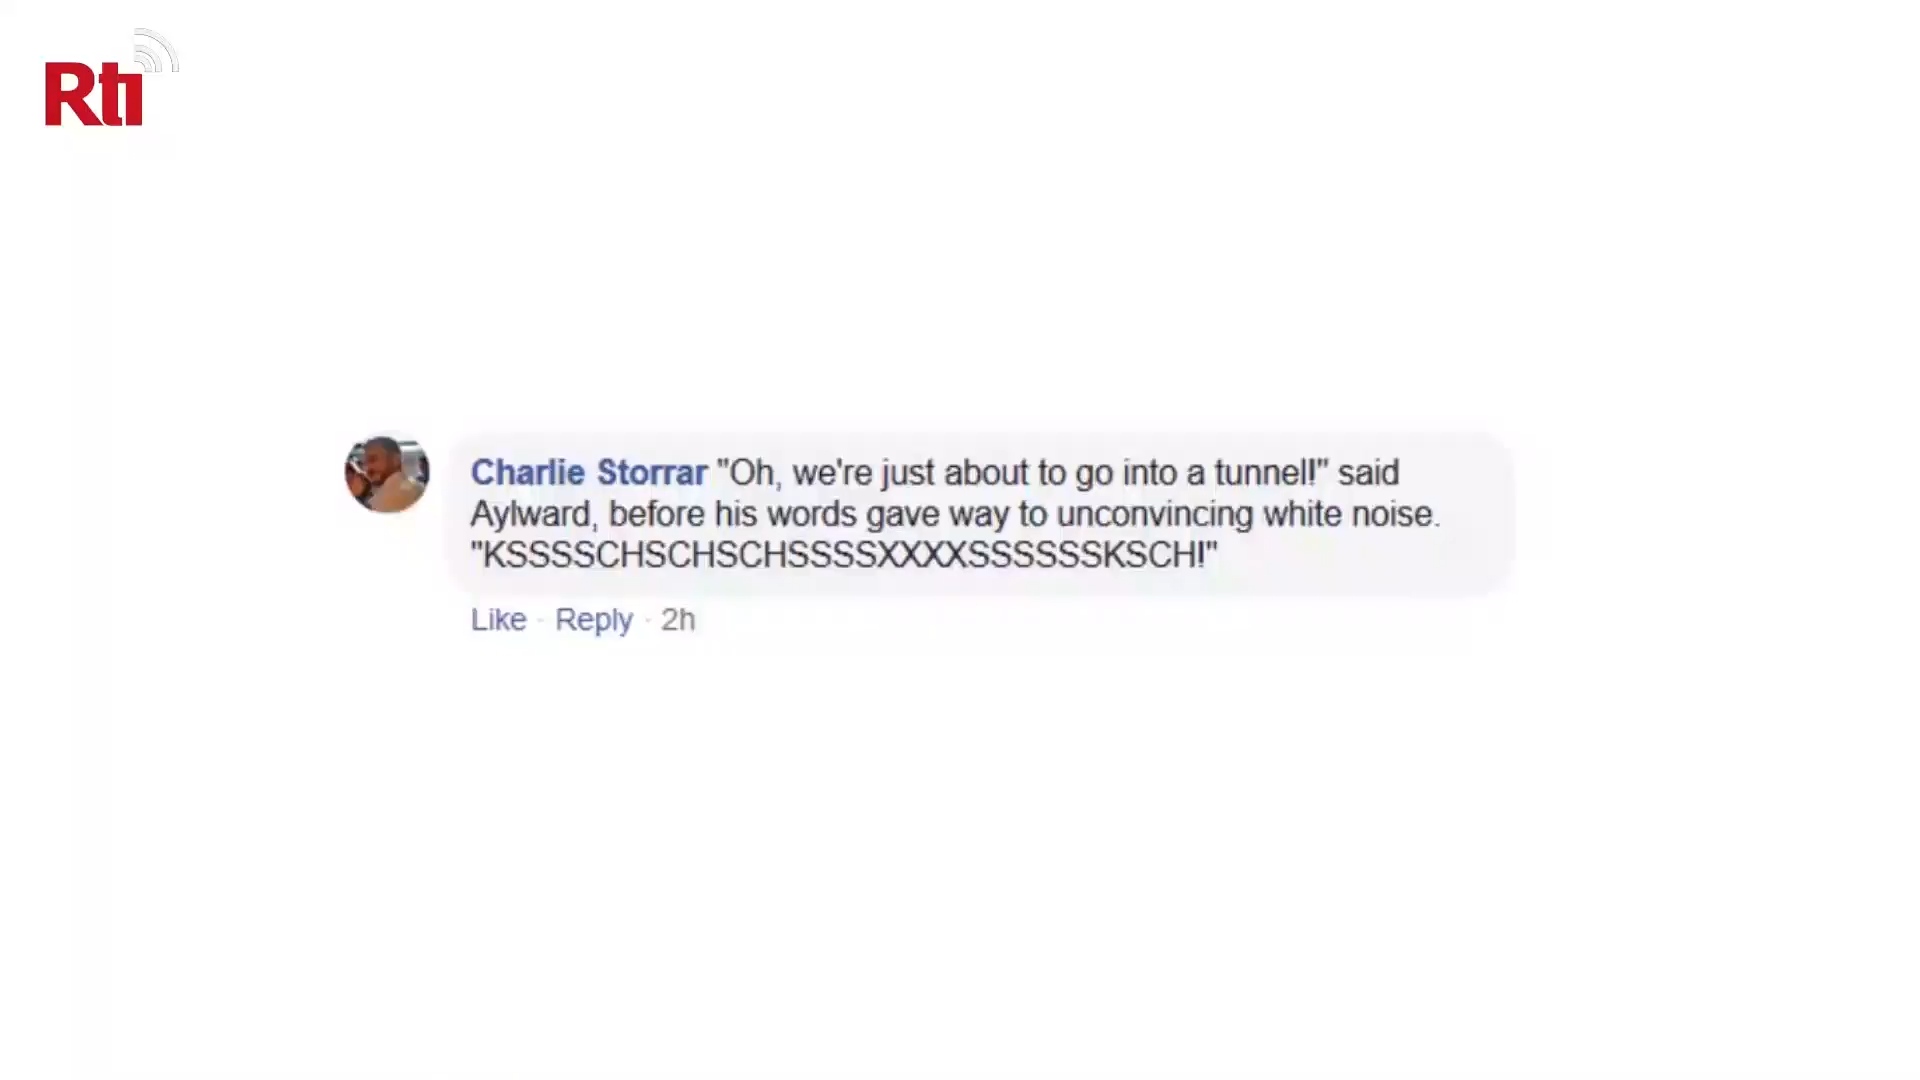 Rti
Charlie Storrar "Oh, we're just about to go into a tunnel!" said
Aylward, before his words gave way to unconvincing white noise.
"KSSSSCHSCHSCHSSSSXXXXSSSSSSKSCH!"
Like · Reply · 2h